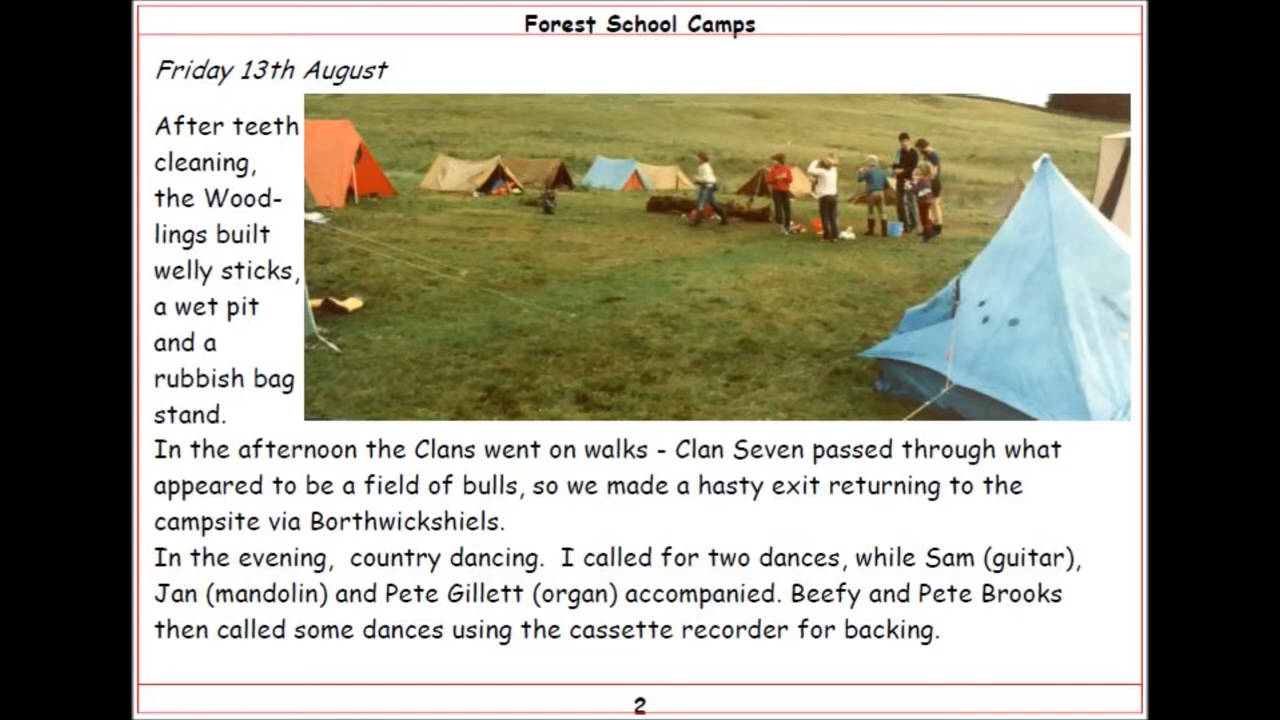 Forest School Camps
Friday 13th August
After teeth
cleaning,
the Wood-
lings built
welly sticks,
a wet pit
and a
rubbish bag
stand.
In the afternoon the Clans went on walks - Clan Seven passed through what
appeared to be a field of bulls, so we made a hasty exit returning to the
campsite via Borthwickshiels.
In the evening,  country dancing.  I called for two dances, while Sam (guitar),
Jan (mandolin) and Pete Gillett (organ) accompanied. Beefy and Pete Brooks
then called some dances using the cassette recorder for backing.
2